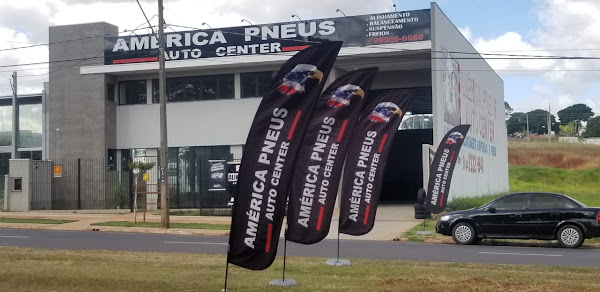 AMÉRICA PNEUS
AUTO CENTER
- ALINHAMENTO
- BALANCEAMENTO
- SUSPENSÃO
- FREIOS
AMÉRICA PNEUS
AUTO CENTER
AMÉRICA PNEUS
AUTO CENTER
AMÉRICA PNEUS
AUTO CENTER
AMÉRICA PNEUS
AUTO CENTER